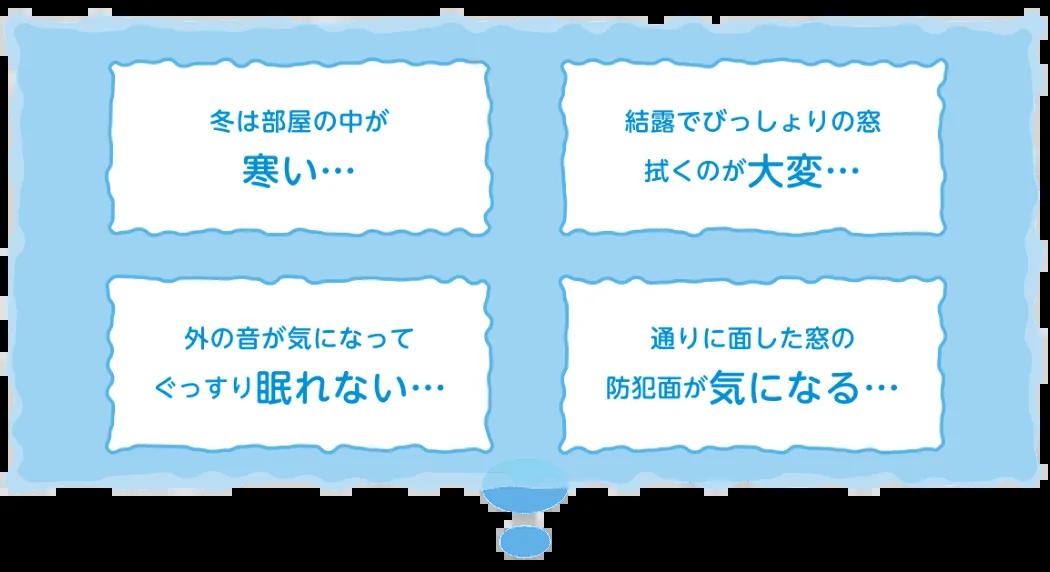 冬は部屋の中が
寒い…
結露でびっしょりの窓
拭くのが大変…
外の音が気になって
ぐっすり眠れない…
通りに面した窓の
防犯面が気になる…